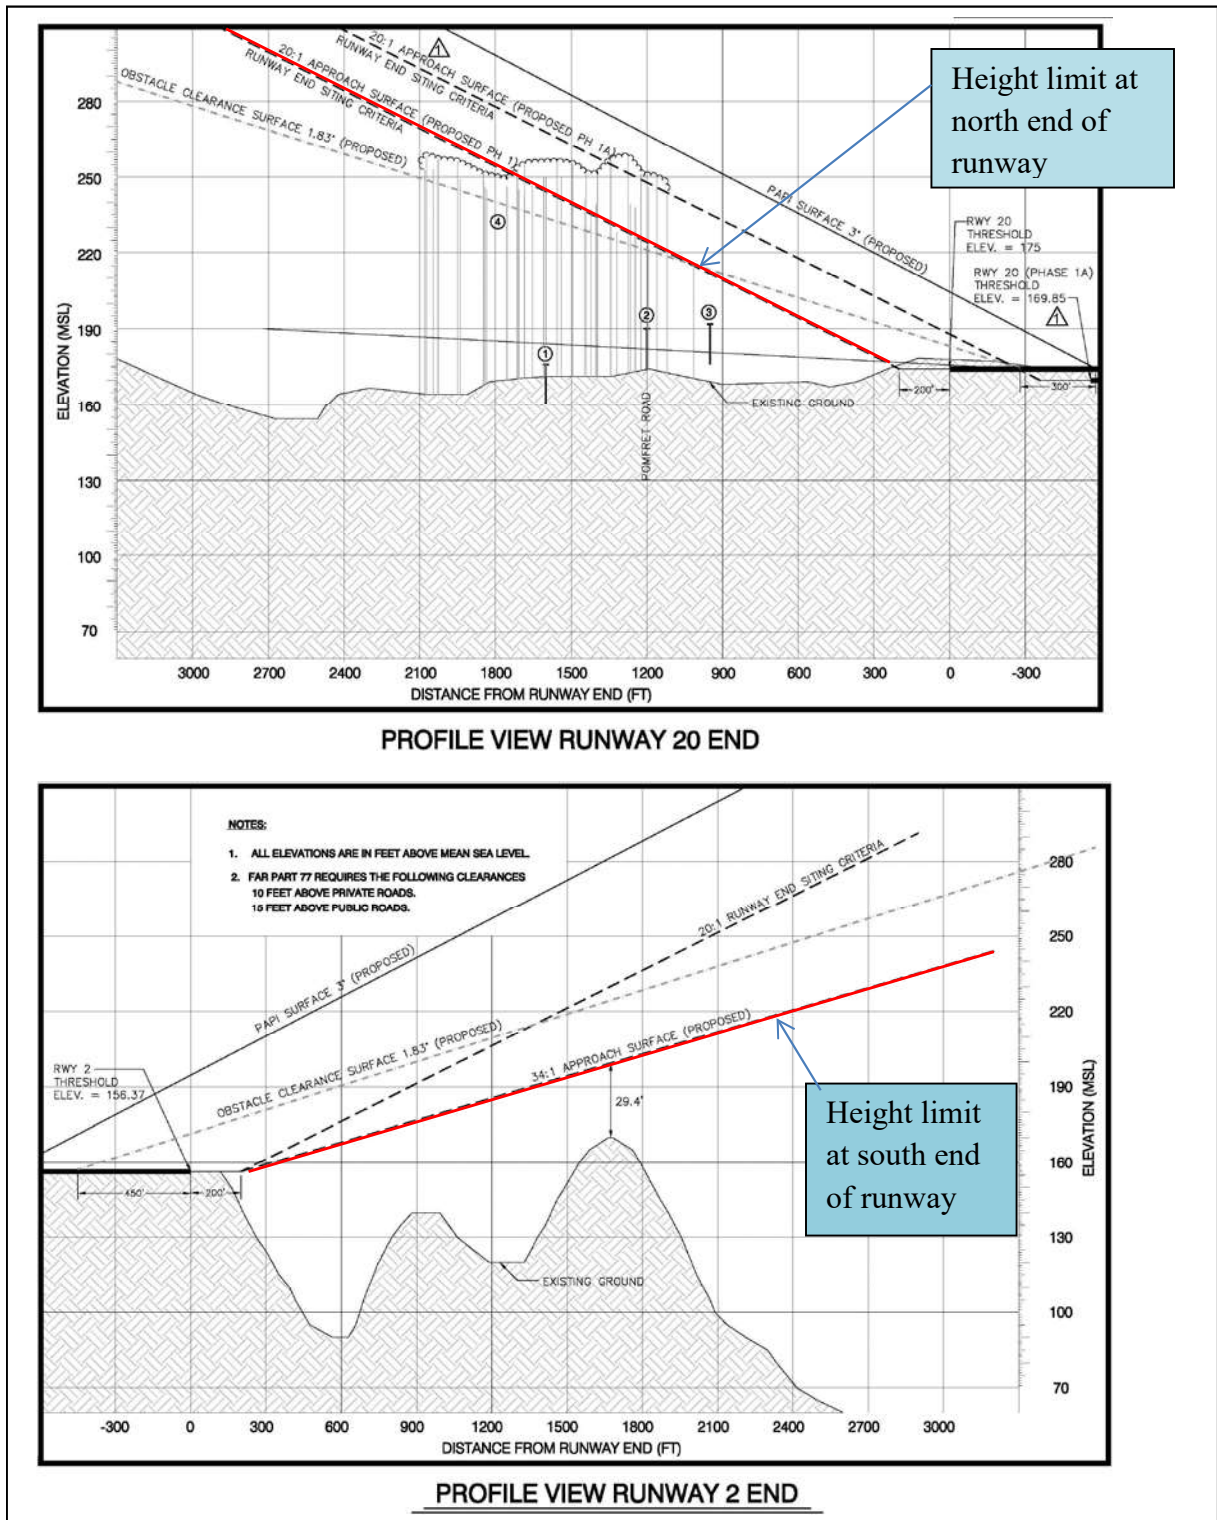 20:1 APPROACH SURFACE (PROPOSED PH 1A)
RUNWAY END SITING CRITERIA
1
20:1 APPROACH SURFACE (PROPOSED PH 1)
RUNWAY END SITING CRITERIA
OBSTACLE CLEARANCE SURFACE 1.83° (PROPOSED)
PAPI SURFACE 3° (PROPOSED)
Height limit at
north end of
runway
RWY 20
THRESHOLD
ELEV. = 175
RWY 20 (PHASE 1A)
THRESHOLD
ELEV. = 169.85
1
4
3
2
1
POMFRET ROAD
EXISTING GROUND
200'
300'
ELEVATION (MSL)
280
250
220
190
160
130
100
70
3000 2700 2400 2100 1800 1500 1200 900 600 300 0 -300
DISTANCE FROM RUNWAY END (FT)
PROFILE VIEW RUNWAY 20 END
NOTES:
1. ALL ELEVATIONS ARE IN FEET ABOVE MEAN SEA LEVEL.
2. FAR PART 77 REQUIRES THE FOLLOWING CLEARANCES
10 FEET ABOVE PRIVATE ROADS.
15 FEET ABOVE PUBLIC ROADS.
PAPI SURFACE 3° (PROPOSED)
20:1 RUNWAY END SITING CRITERIA
OBSTACLE CLEARANCE SURFACE 1.83° (PROPOSED)
34:1 APPROACH SURFACE (PROPOSED)
RWY 2
THRESHOLD
ELEV. = 156.37
29.4'
Height limit
at south end
of runway
450'
200'
EXISTING GROUND
280
250
220
190
160
130
100
70
ELEVATION (MSL)
-300 0 300 600 900 1200 1500 1800 2100 2400 2700 3000
DISTANCE FROM RUNWAY END (FT)
PROFILE VIEW RUNWAY 2 END